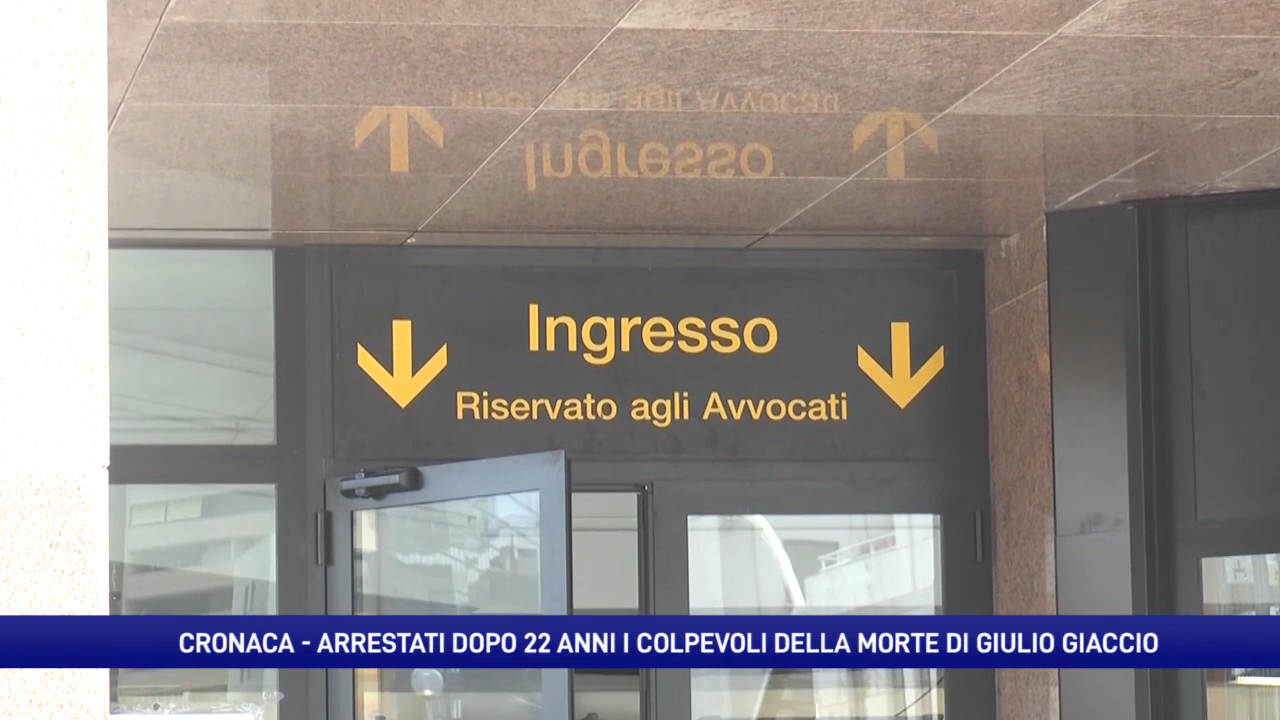 Ingresso
Riservato agli Avvocati
CRONACA - ARRESTATI DOPO 22 ANNI I COLPEVOLI DELLA MORTE DI GIULIO GIACCIO